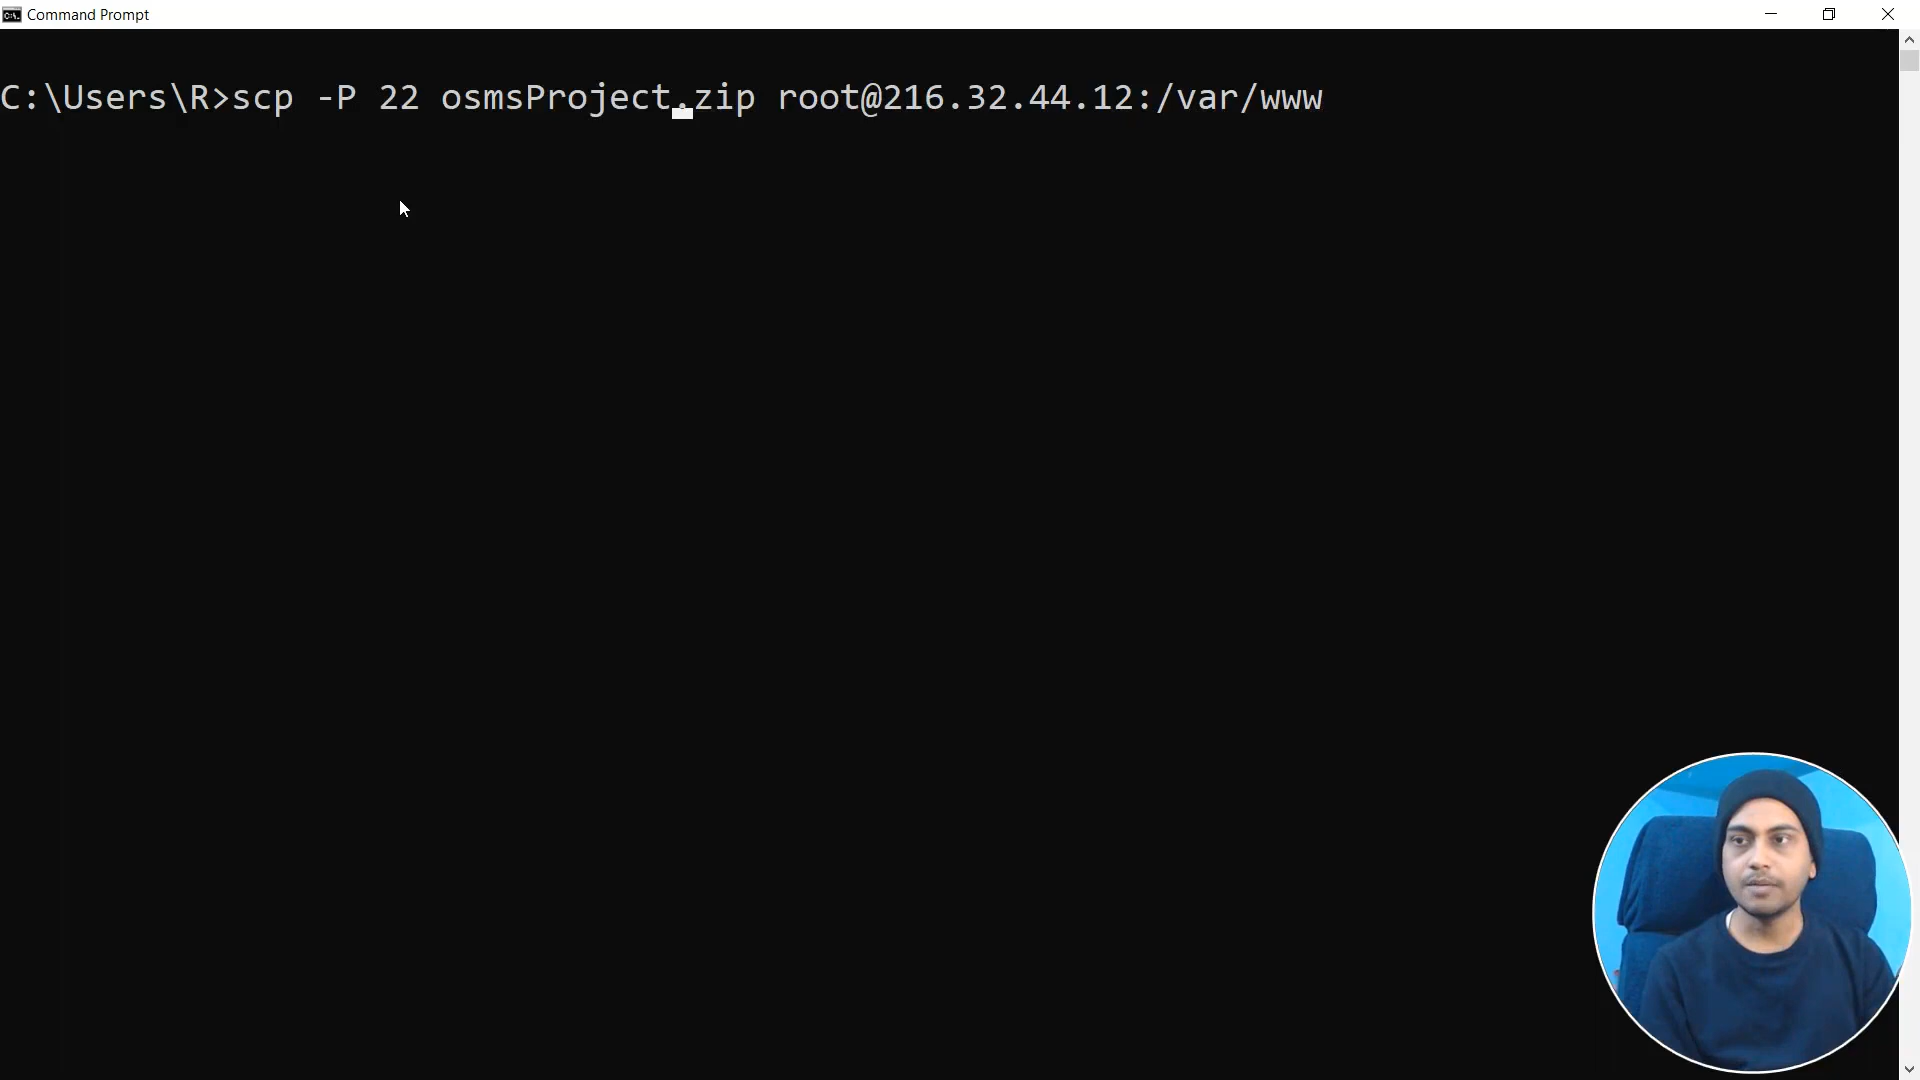 Command Prompt
C:\Users\R>scp -P 22 osmsProject.zip root@216.32.44.12:/var/www